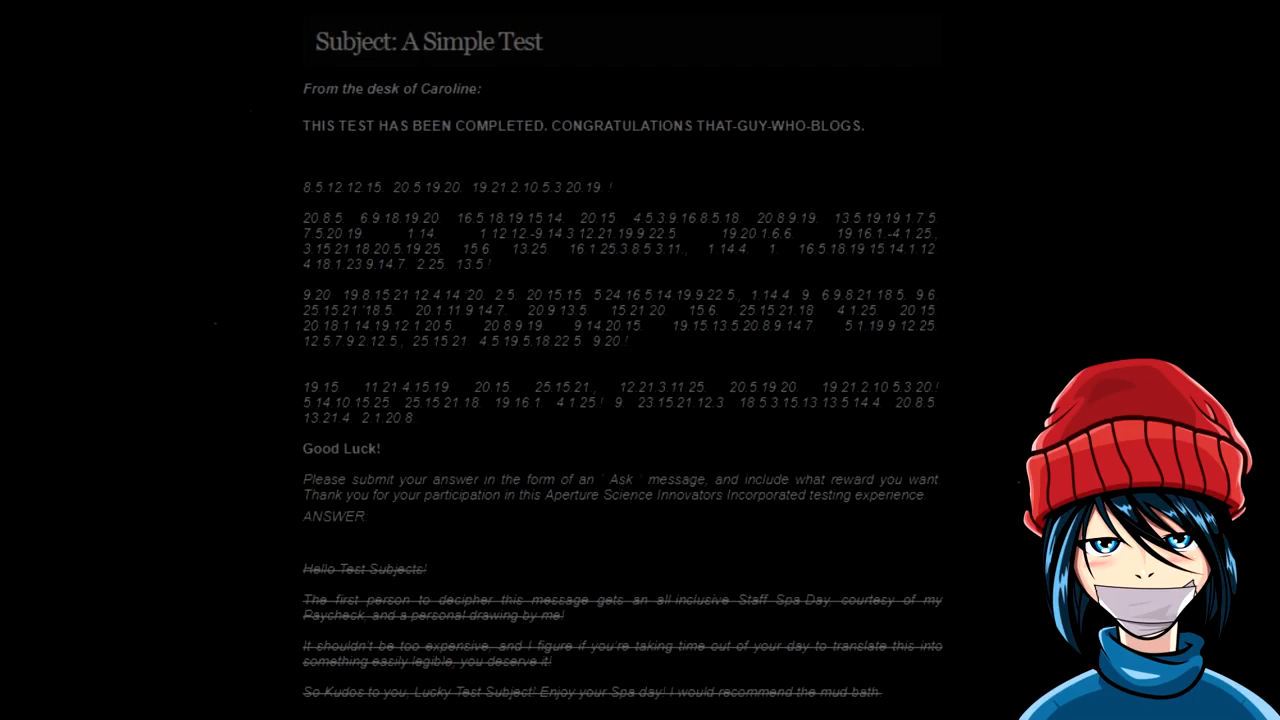 Subject: A Simple Test
From the desk of Caroline:
THIS TEST HAS BEEN COMPLETED. CONGRATULATIONS THAT-GUY-WHO-BLOGS.
8.5.12.12.15. 20.5.19.20. 19.21.2.10.5.3.20.19. !
20.8.5. 6.9.18.19.20. 16.5.18.19.15.14. 20.15. 4.5.3.9.16.8.5.18. 20.8.9.19. 13.5.19.19.1.7.5
7.5.20.19. 1.14. 1.12.12.-9.14.3.12.21.19.9.22.5. 19.20.1.6.6. 19.16.1.-4.1.25.,
3.15.21.18.20.5.19.25. 15.6. 13.25. 16.1.25.3.8.5.3.11., 1.14.4. 1. 16.5.18.19.15.14.1.12
4.18.1.23.9.14.7. 2.25. 13.5 !
9.20. 19.8.15.21.12.4.14.'20. 2.5. 20.15.15. 5.24.16.5.14.19.9.22.5., 1.14.4. 9. 6.9.8.21.18.5. 9.6.
25.15.21.'18.5. 20.1.11.9.14.7. 20.9.13.5. 15.21.20. 15.6. 25.15.21.18. 4.1.25. 20.15.
20.18.1.14.19.12.1.20.5. 20.8.9.19. 9.14.20.15. 19.15.13.5.20.8.9.14.7. 5.1.19.9.12.25.
12.5.7.9.2.12.5., 25.15.21. 4.5.19.5.18.22.5. 9.20 !
19.15. 11.21.4.15.19. 20.15. 25.15.21., 12.21.3.11.25. 20.5.19.20. 19.21.2.10.5.3.20.!
5.14.10.15.25. 25.15.21.18. 19.16.1. 4.1.25.! 9. 23.15.21.12.3. 18.5.3.15.13.13.5.14.4. 20.8.5.
13.21.4. 2.1.20.8.
Good Luck!
Please submit your answer in the form of an ' Ask ' message, and include what reward you want.
Thank you for your participation in this Aperture Science Innovators Incorporated testing experience.
ANSWER:
Hello Test Subjects!
The first person to decipher this message gets an all-inclusive Staff Spa-Day, courtesy of my
Paycheck, and a personal drawing by me!
It shouldn't be too expensive, and I figure if you're taking time out of your day to translate this into
something easily legible, you deserve it!
So Kudos to you, Lucky Test Subject! Enjoy your Spa day! I would recommend the mud bath.